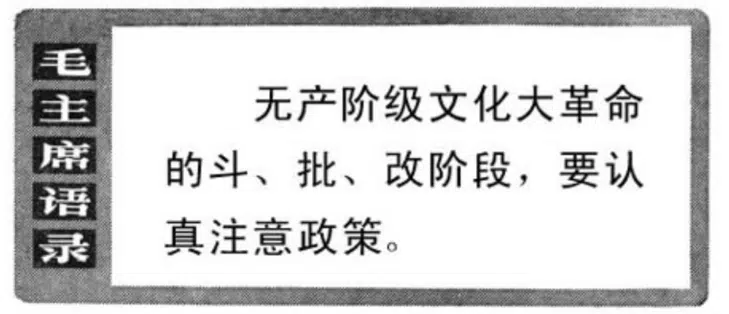 毛主席语录
无产阶级文化大革命
的斗、批、改阶段，要认
真注意政策。